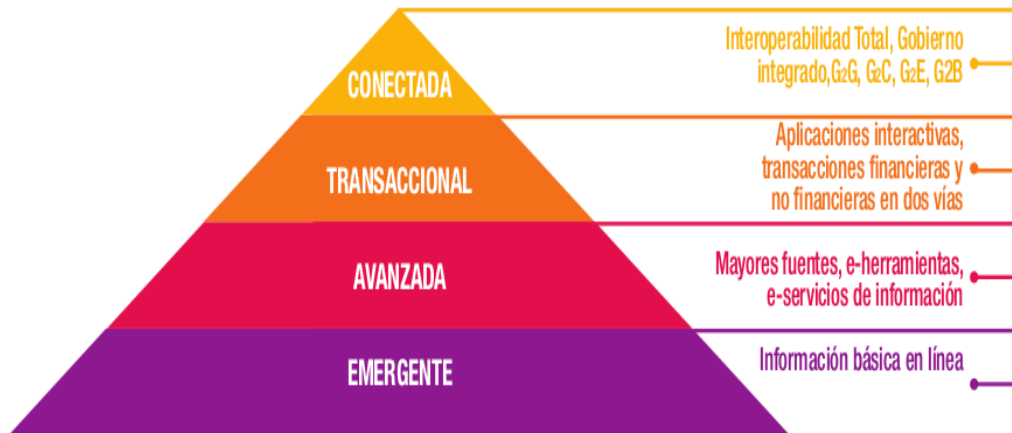 CONECTADA
Interoperabilidad Total, Gobierno
integrado,G2G, G2C, G2E, G2B
TRANSACCIONAL
Aplicaciones interactivas,
transacciones financieras y
no financieras en dos vías
AVANZADA
Mayores fuentes, e-herramientas,
e-servicios de información
EMERGENTE
Información básica en línea